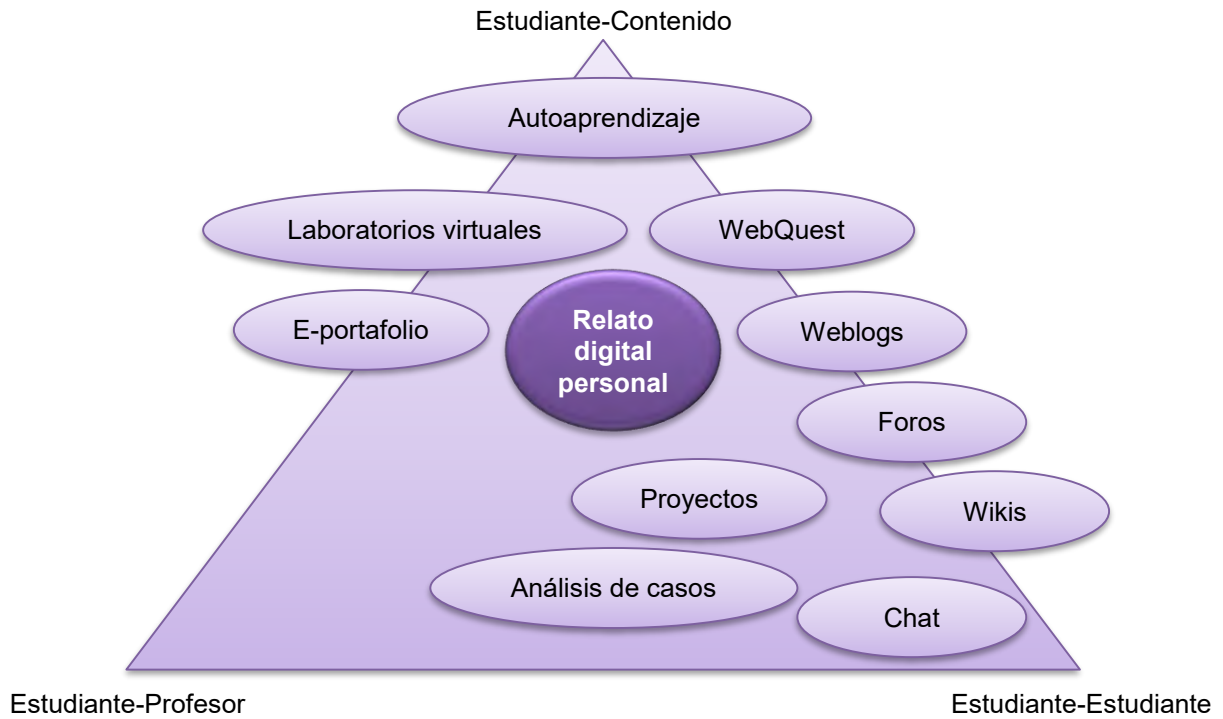 Estudiante-Contenido
Autoaprendizaje
Laboratorios virtuales
WebQuest
E-portafolio
Relato
digital
personal
Weblogs
Foros
Proyectos
Wikis
Análisis de casos
Chat
Estudiante-Profesor
Estudiante-Estudiante